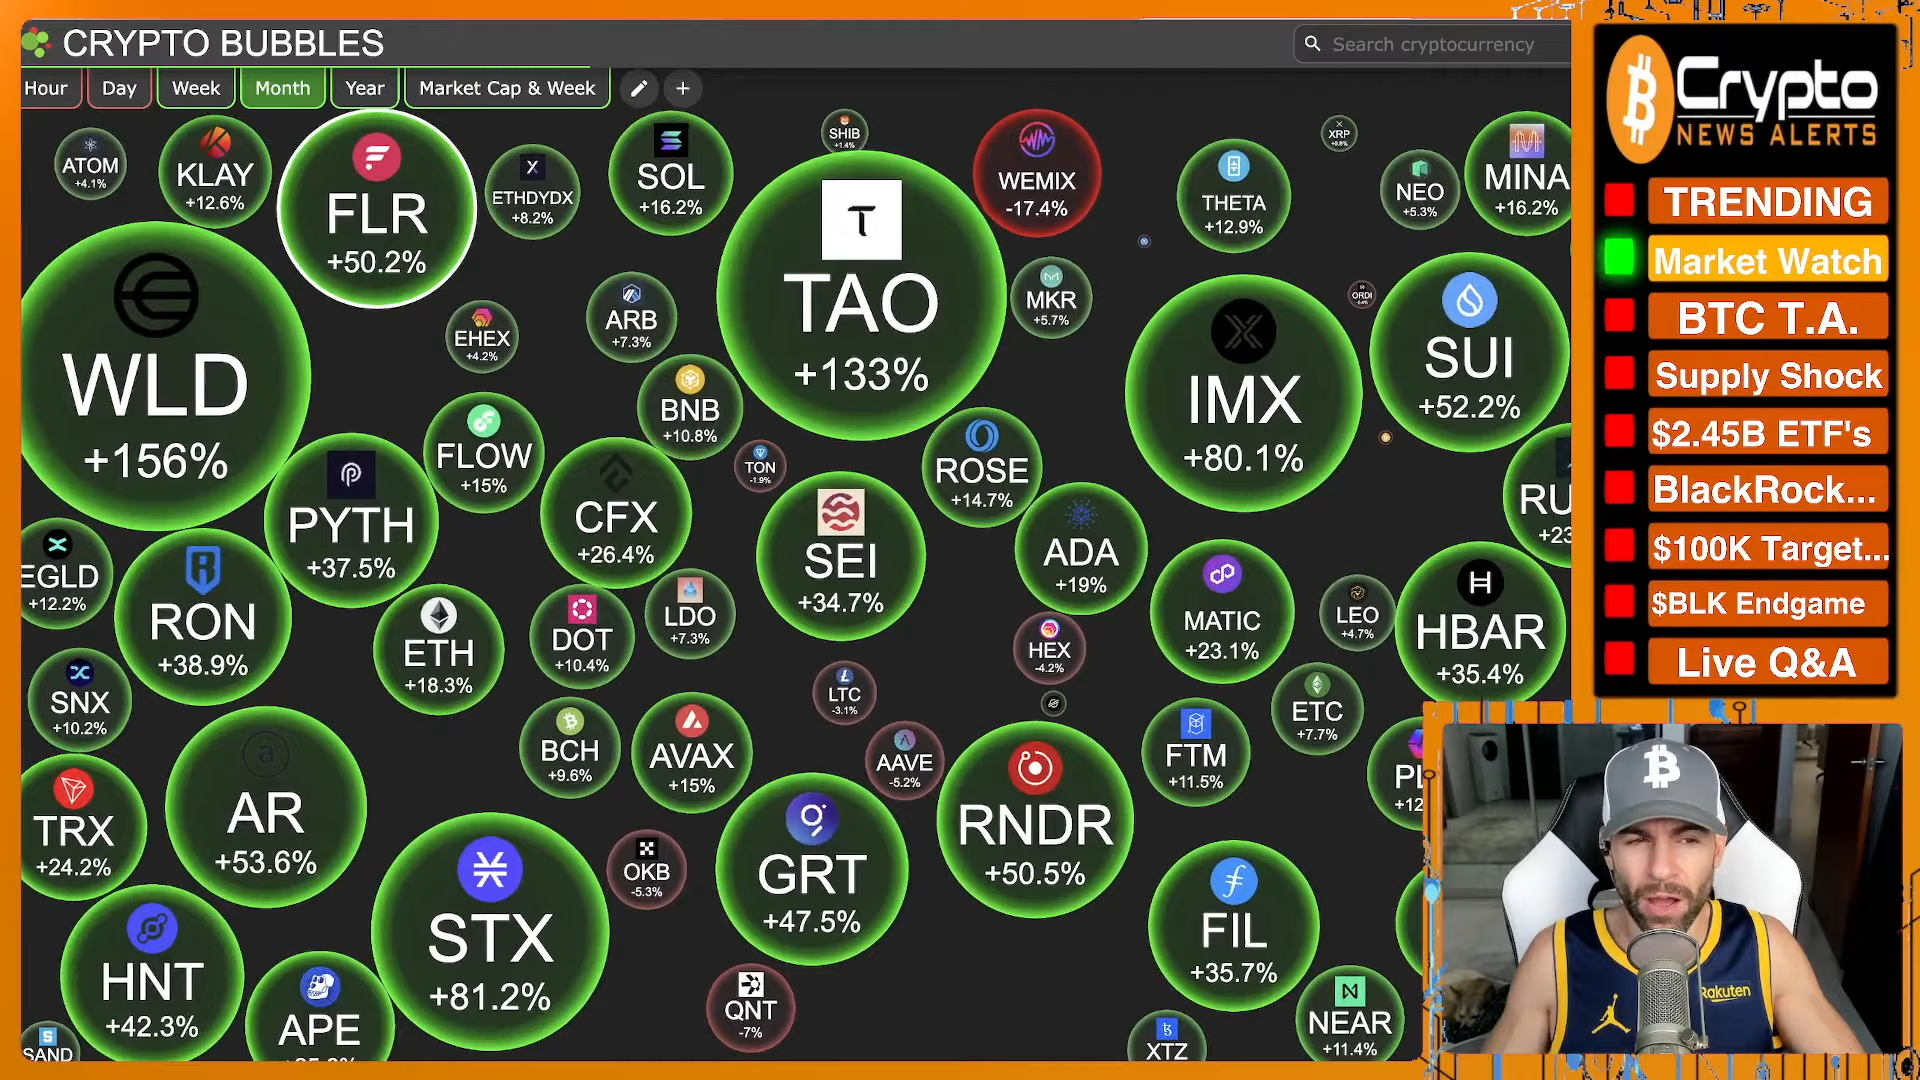 CRYPTO BUBBLES
Search cryptocurrency
Hour
Day
Week
Month
Year
Market Cap & Week
ATOM
+4.1%
KLAY
+12.6%
FLR
+50.2%
ETHDYDX
+8.2%
SOL
+16.2%
SHIB
+1.4%
WEMIX
-17.4%
THETA
+12.9%
XRP
NEO
+5.3%
MINA
+16.2%
WLD
+156%
EHEX
+4.2%
ARB
+7.3%
τ
TAO
+133%
MKR
+5.7%
IMX
+80.1%
ORDI
SUI
+52.2%
BNB
+10.8%
FLOW
+15%
PYTH
+37.5%
CFX
+26.4%
TON
-1.9%
ROSE
+14.7%
RU
+23
EGLD
+12.2%
RON
+38.9%
ETH
+18.3%
DOT
+10.4%
LDO
+7.3%
SEI
+34.7%
ADA
+19%
MATIC
+23.1%
LEO
+4.7%
HBAR
+35.4%
HEX
-4.2%
SNX
+10.2%
BCH
+9.6%
AVAX
+15%
LTC
-3.1%
AAVE
-5.2%
FTM
+11.5%
ETC
+7.7%
PL
+12
TRX
+24.2%
AR
+53.6%
OKB
-5.3%
GRT
+47.5%
RNDR
+50.5%
HNT
+42.3%
STX
+81.2%
FIL
+35.7%
APE
QNT
-7%
NEAR
+11.4%
SAND
XTZ
Crypto
NEWS ALERTS
TRENDING
Market Watch
BTC T.A.
Supply Shock
$2.45B ETF's
BlackRock...
$100K Target...
$BLK Endgame
Live Q&A
Rakuten